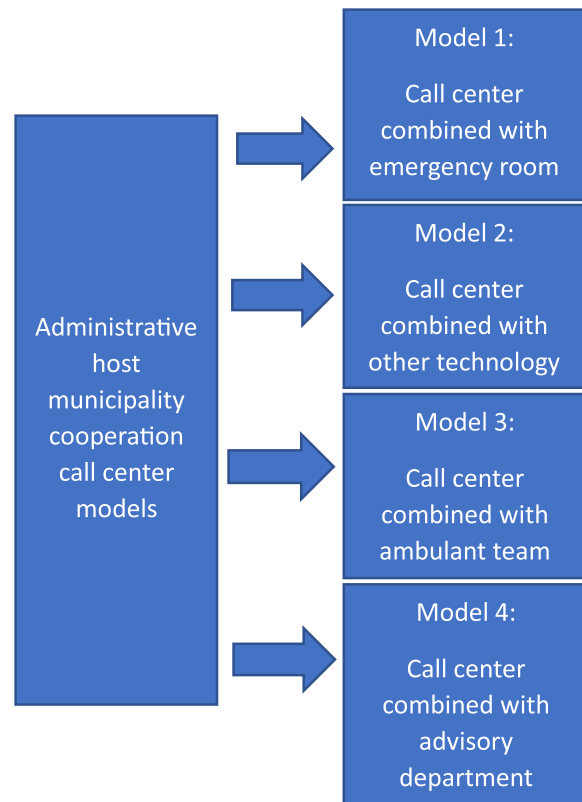 Administrative
host
municipality
cooperation
call center
models
Model 1:
Call center
combined with
emergency room
Model 2:
Call center
combined with
other technology
Model 3:
Call center
combined with
ambulant team
Model 4:
Call center
combined with
advisory
department